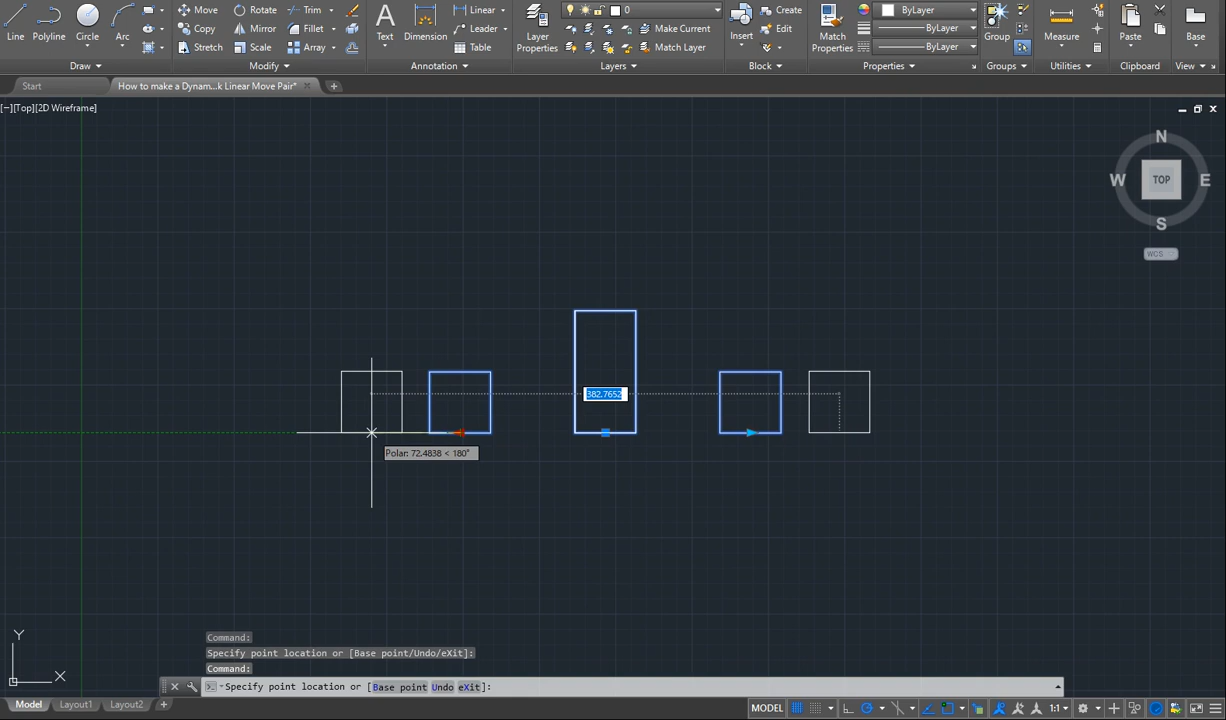 Line Polyline Circle Arc
Move Rotate Trim
Copy Mirror Fillet
Stretch Scale Array
Text Dimension
Linear
Leader
Table
Layer Properties
0
Make Current
Match Layer
Insert
Create
Edit
Match Properties
ByLayer
ByLayer
ByLayer
Group
Measure
Paste
Base
Draw Modify Annotation Layers Block Properties Groups Utilities Clipboard View
Start How to make a Dynam...k Linear Move Pair*
[−][Top][2D Wireframe]
N
W TOP E
S
WCS
382.7652
Polar: 72.4838 < 180°
Y
X
Command:
Specify point location or [Base point/Undo/eXit]:
Command:
Specify point location or [Base point Undo eXit]:
Model Layout1 Layout2 +
MODEL 1:1